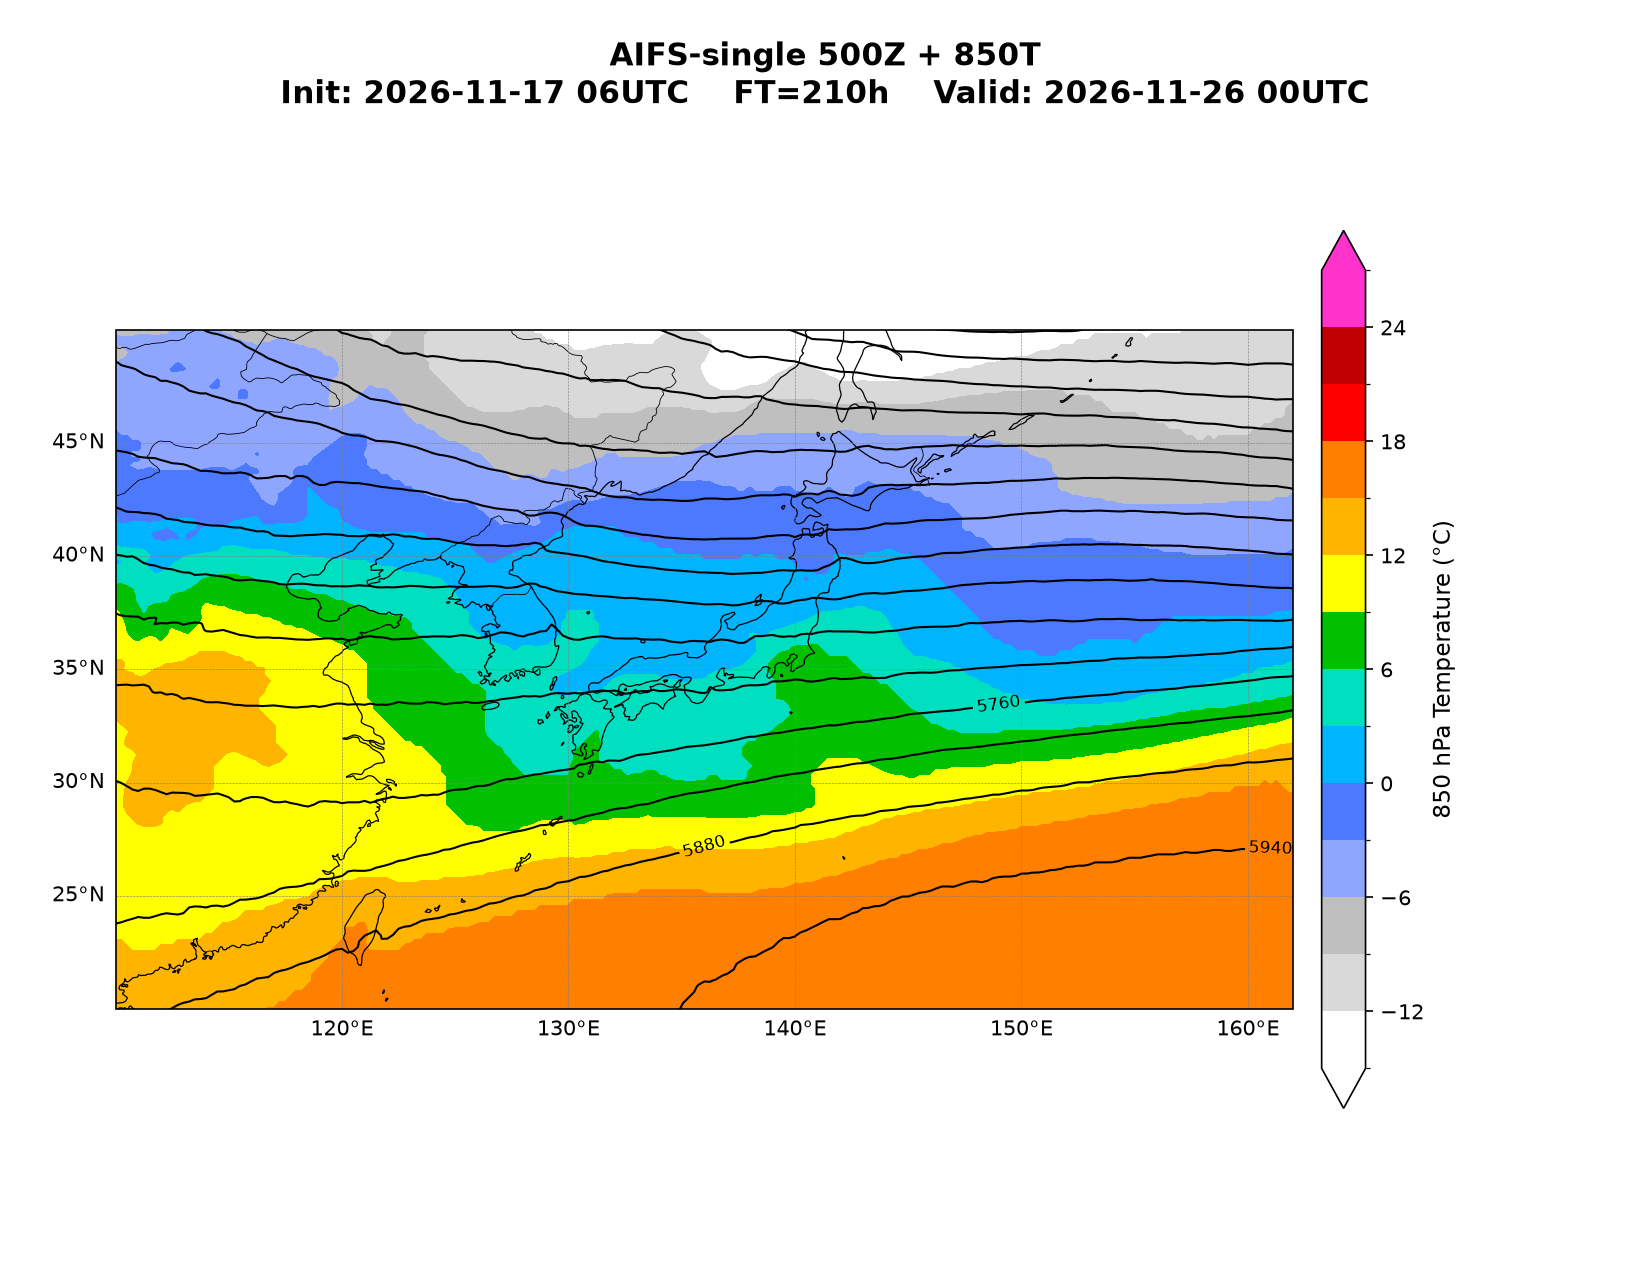 AIFS-single 500Z + 850T
Init: 2026-11-17 06UTC    FT=210h    Valid: 2026-11-26 00UTC
24
18
12
6
0
−6
−12
850 hPa Temperature (°C)
45°N
40°N
35°N
30°N
25°N
5760
5880
5940
120°E
130°E
140°E
150°E
160°E